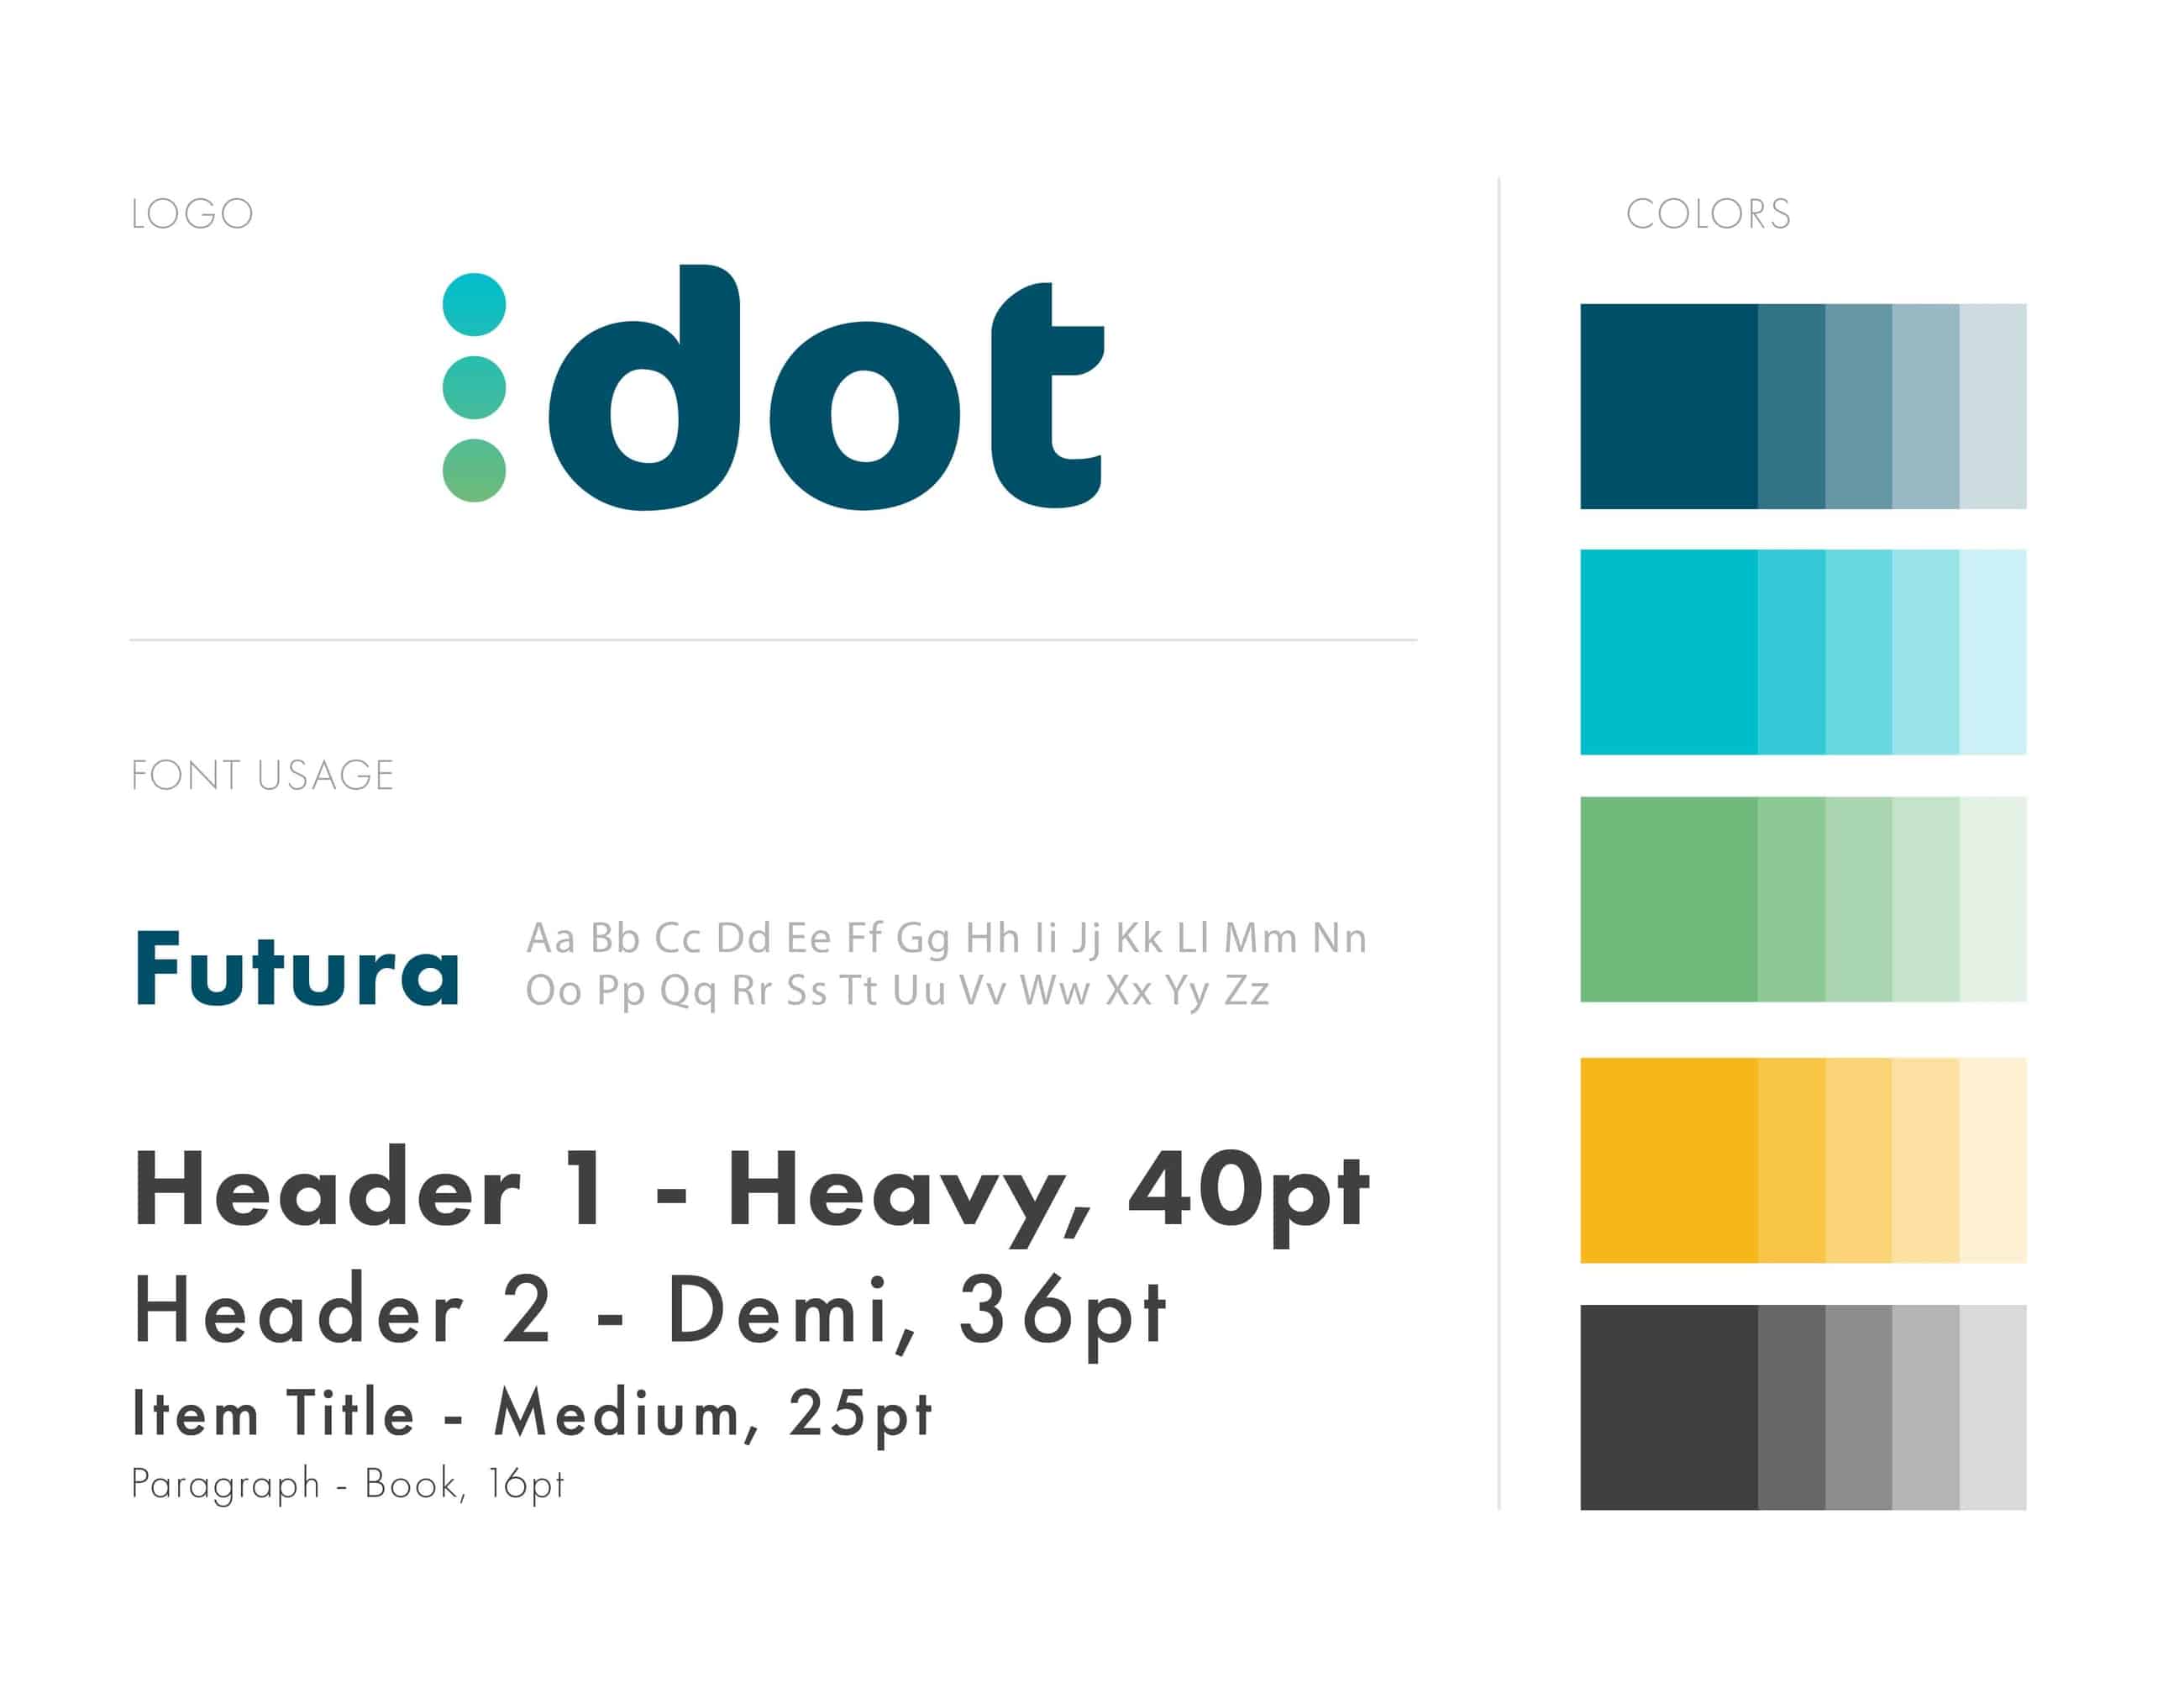 LOGO
dot
FONT USAGE
Futura
Aa Bb Cc Dd Ee Ff Gg Hh Ii Jj Kk Ll Mm Nn
Oo Pp Qq Rr Ss Tt Uu Vv Ww Xx Yy Zz
Header 1 - Heavy, 40pt
Header 2 - Demi, 36pt
Item Title - Medium, 25pt
Paragraph - Book, 16pt
COLORS